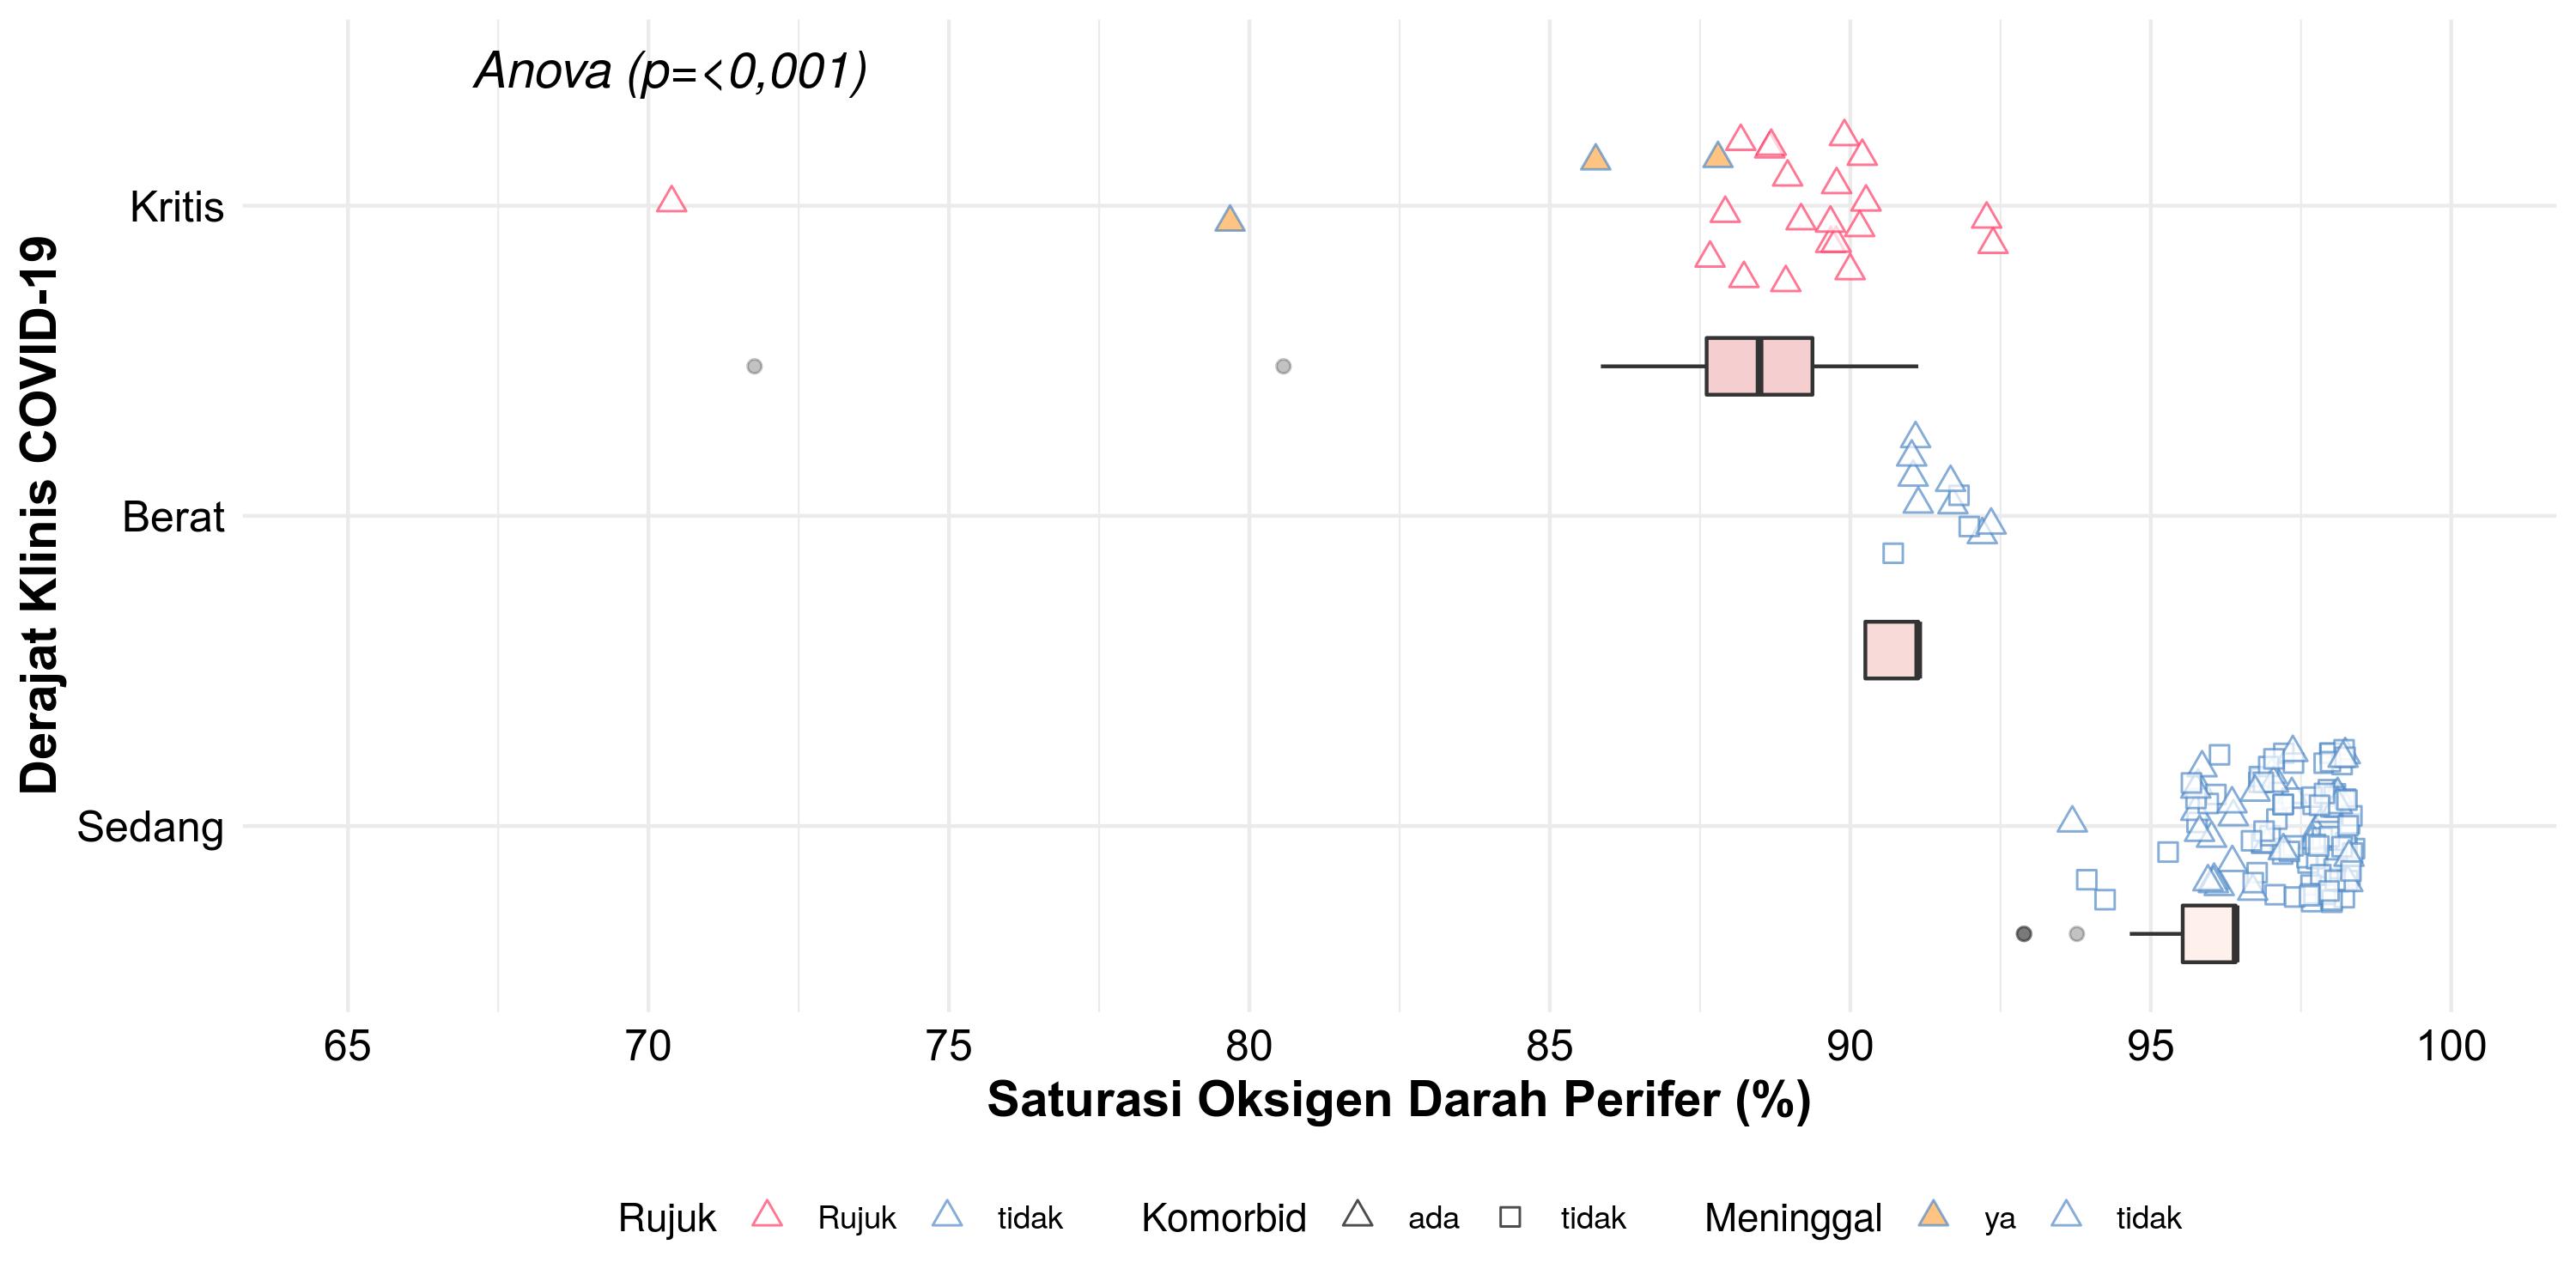 Anova (p=<0,001)
Derajat Klinis COVID-19
Kritis
Berat
Sedang
65 70 75 80 85 90 95 100
Saturasi Oksigen Darah Perifer (%)
Rujuk Rujuk tidak Komorbid ada tidak Meninggal ya tidak